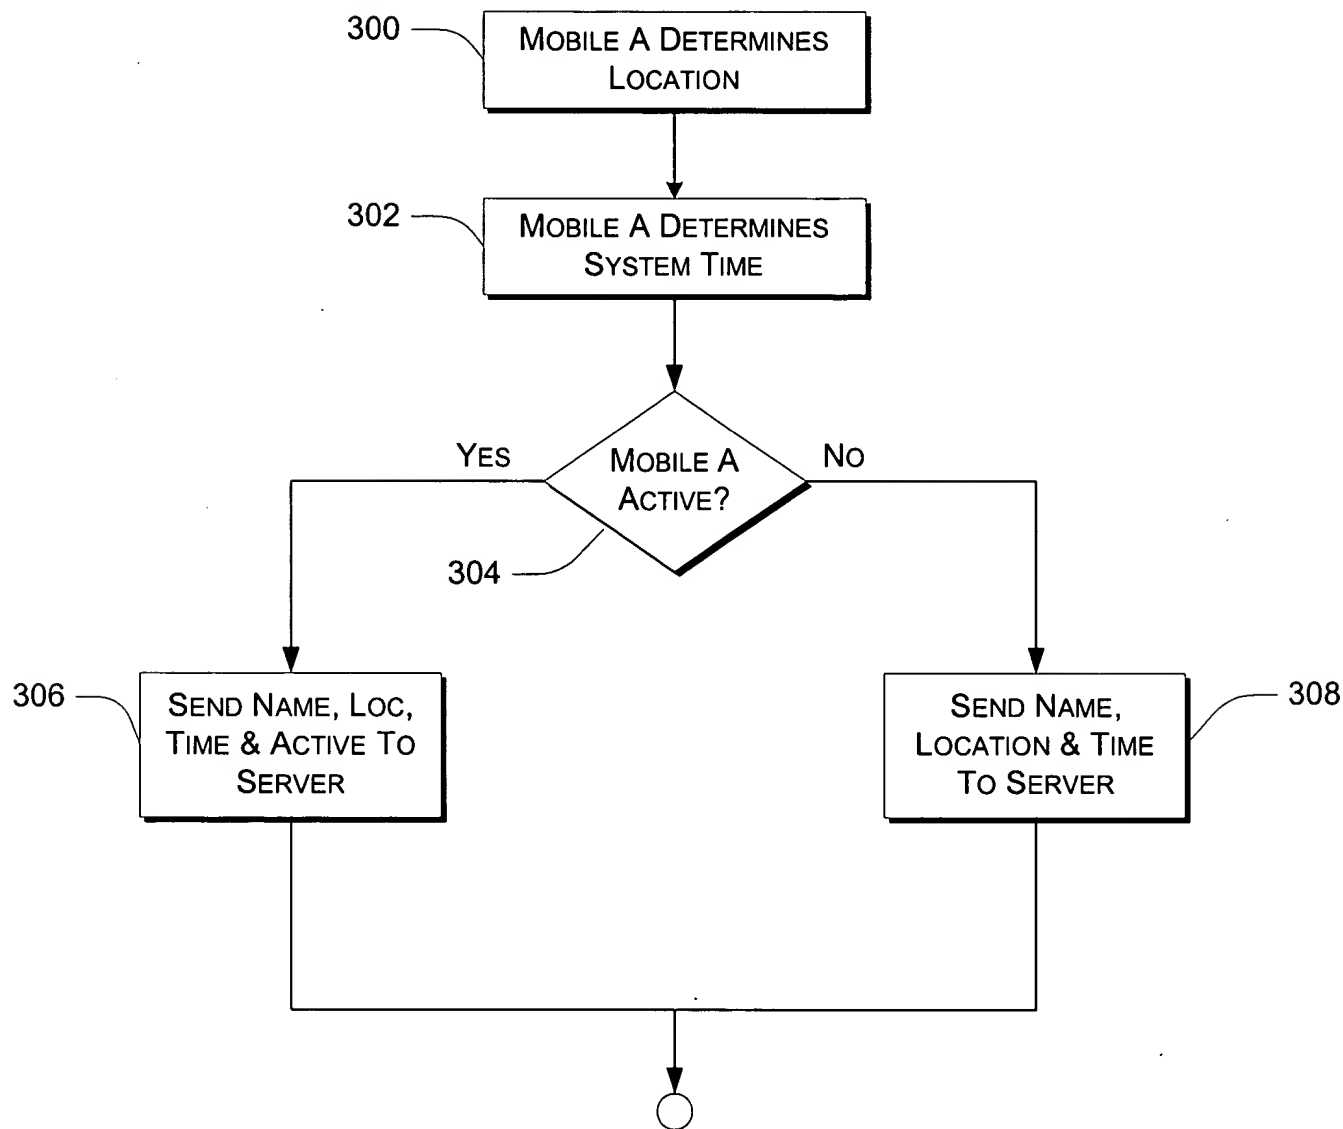 300
MOBILE A DETERMINES
LOCATION
302
MOBILE A DETERMINES
SYSTEM TIME
YES
MOBILE A
ACTIVE?
NO
304
306
SEND NAME, LOC,
TIME & ACTIVE TO
SERVER
SEND NAME,
LOCATION & TIME
TO SERVER
308